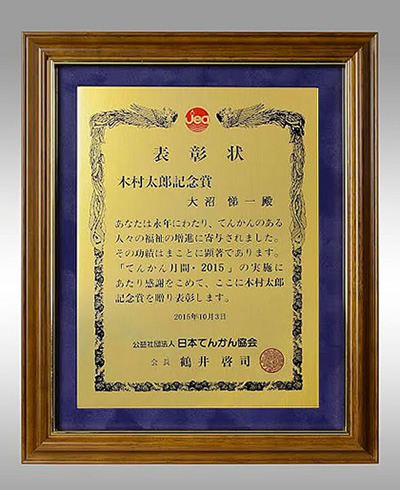 jea
表彰状
木村太郎記念賞
大沼 悌一殿
あなたは永年にわたり、てんかんのある
人々の福祉の増進に寄与されました。
その功績はまことに顕著であります。
「てんかん月間・2015」の実施に
あたり感謝をこめて、ここに木村太郎
記念賞を贈り表彰します。
2015年10月3日
公益社団法人 日本てんかん協会
会長 鶴井啓司